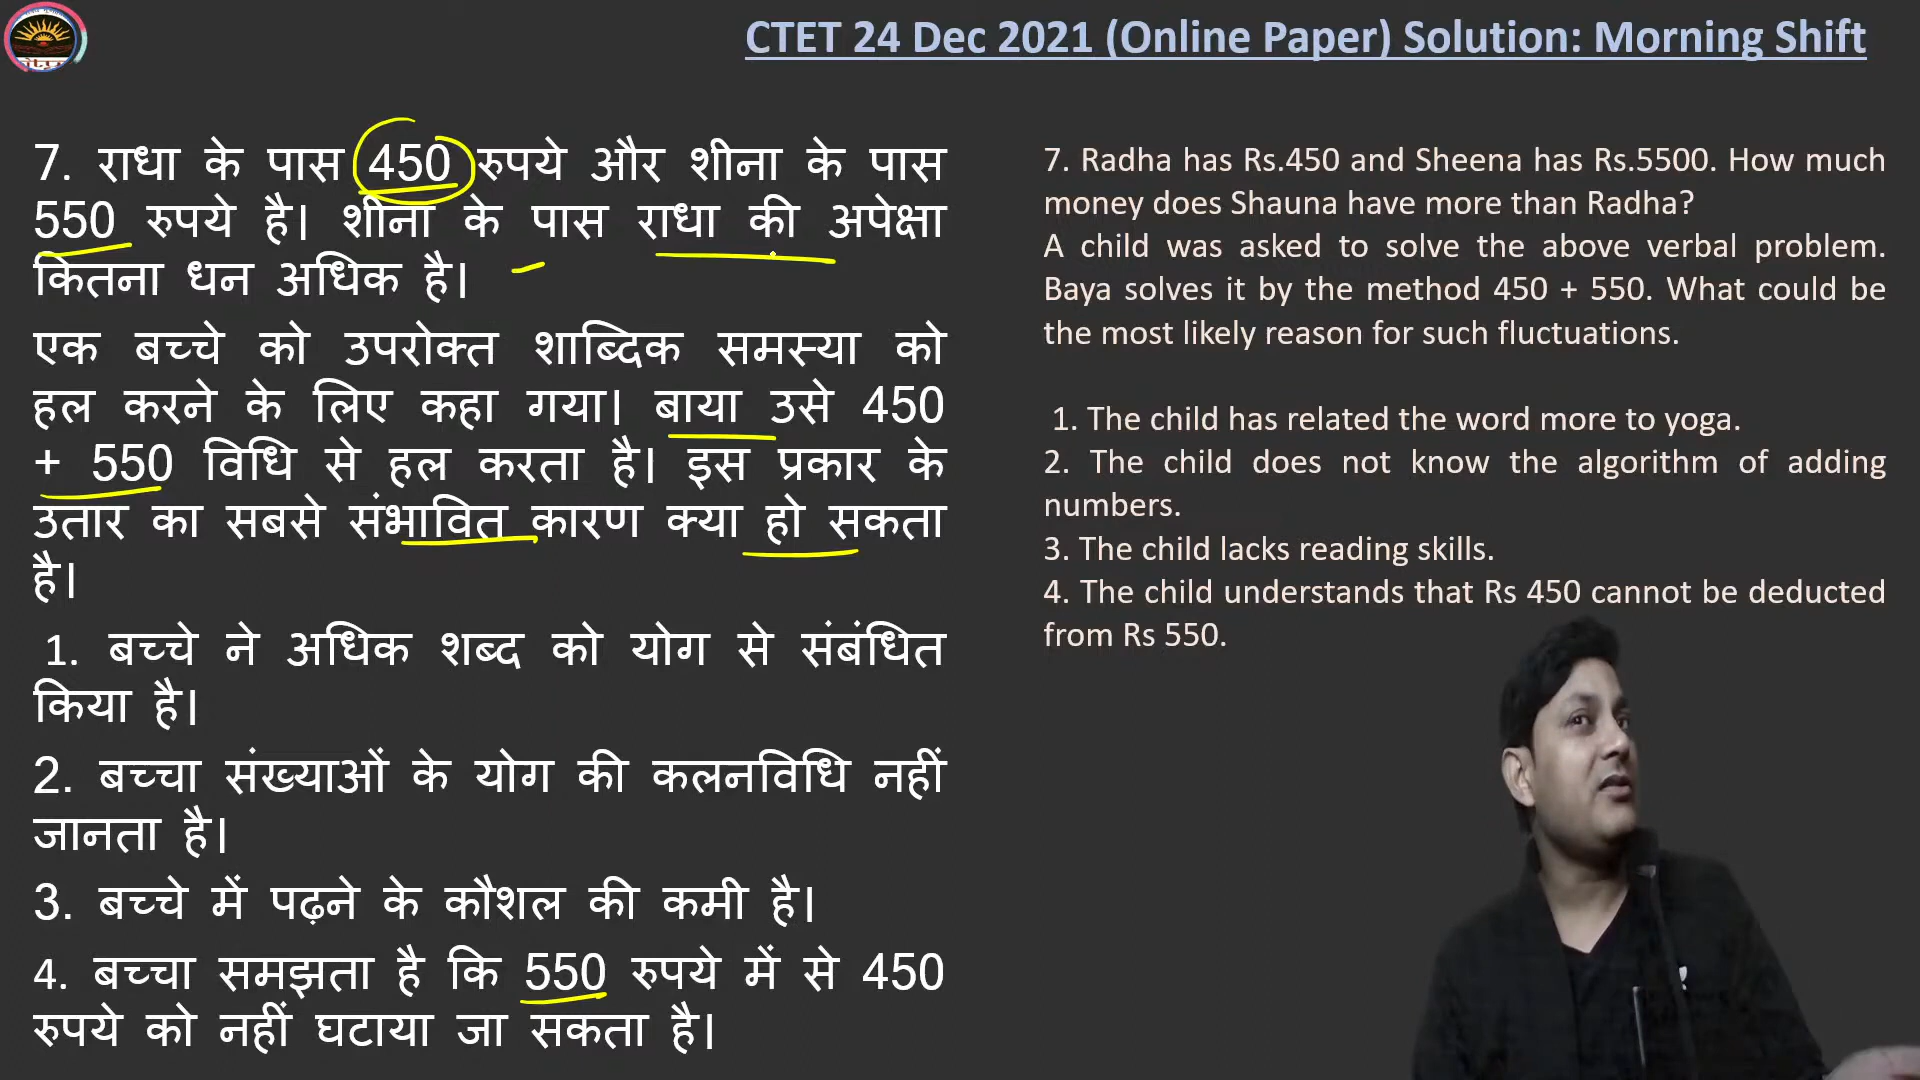 CTET 24 Dec 2021 (Online Paper) Solution: Morning Shift
7. राधा के पास 450 रुपये और शीना के पास
550 रुपये है। शीना के पास राधा की अपेक्षा
कितना धन अधिक है।
एक बच्चे को उपरोक्त शाब्दिक समस्या को
हल करने के लिए कहा गया। बाया उसे 450
+ 550 विधि से हल करता है। इस प्रकार के
उतार का सबसे संभावित कारण क्या हो सकता
है।
1. बच्चे ने अधिक शब्द को योग से संबंधित
किया है।
2. बच्चा संख्याओं के योग की कलनविधि नहीं
जानता है।
3. बच्चे में पढ़ने के कौशल की कमी है।
4. बच्चा समझता है कि 550 रुपये में से 450
रुपये को नहीं घटाया जा सकता है।
7. Radha has Rs.450 and Sheena has Rs.5500. How much
money does Shauna have more than Radha?
A child was asked to solve the above verbal problem.
Baya solves it by the method 450 + 550. What could be
the most likely reason for such fluctuations.
1. The child has related the word more to yoga.
2. The child does not know the algorithm of adding
numbers.
3. The child lacks reading skills.
4. The child understands that Rs 450 cannot be deducted
from Rs 550.